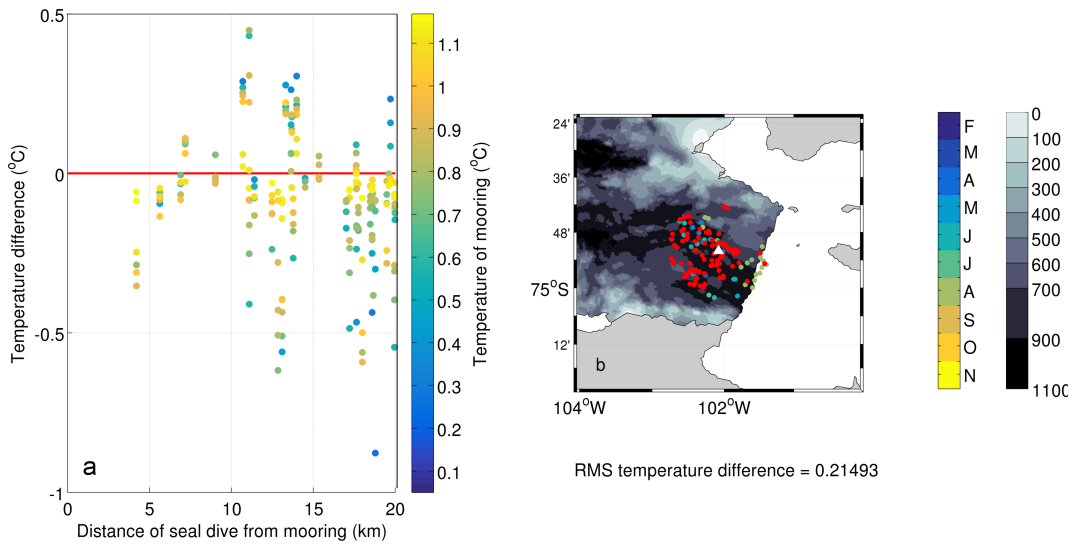 0.5
0
-0.5
-1
0
5
10
15
20
Temperature difference (°C)
Distance of seal dive from mooring (km)
a
1.1
1
0.9
0.8
0.7
0.6
0.5
0.4
0.3
0.2
0.1
Temperature of mooring (°C)
24'
36'
48'
75°S
12'
104°W
102°W
b
F
M
A
M
J
J
A
S
O
N
0
100
200
300
400
500
600
700
900
1100
RMS temperature difference = 0.21493